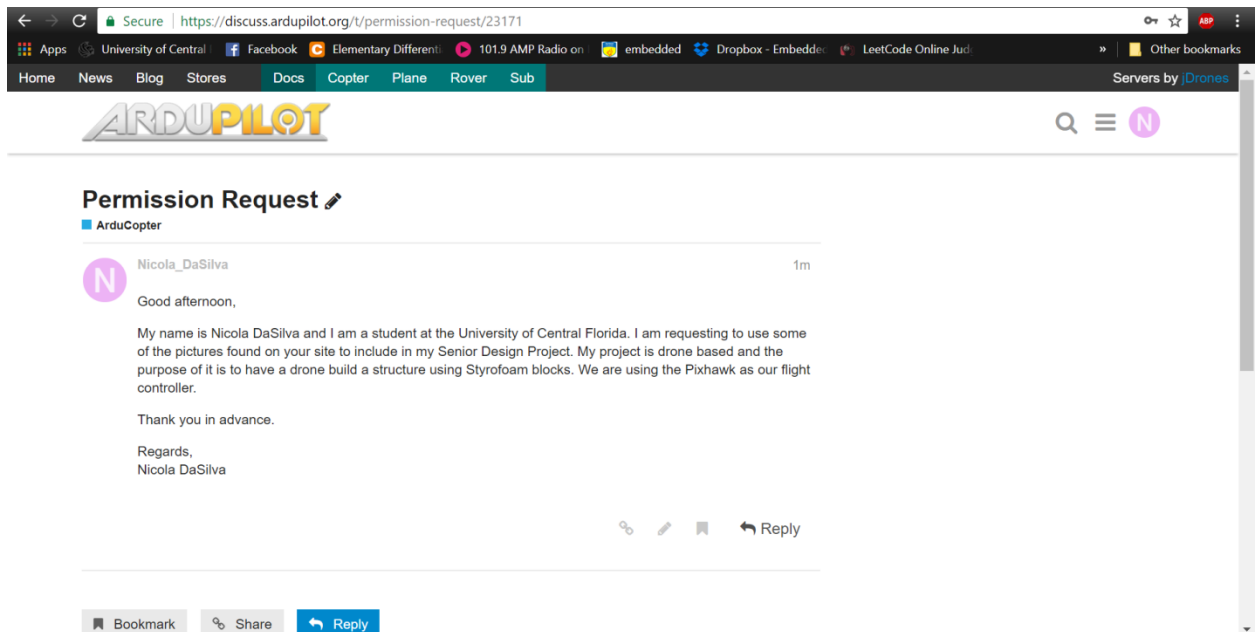 Secure https://discuss.ardupilot.org/t/permission-request/23171 ABP
Apps University of Central Facebook C Elementary Differenti 101.9 AMP Radio on embedded Dropbox - Embedded LeetCode Online Judg » Other bookmarks
Home News Blog Stores Docs Copter Plane Rover Sub Servers by jDrones
ARDUPILOT N
Permission Request
ArduCopter
N Nicola_DaSilva 1m
Good afternoon,
My name is Nicola DaSilva and I am a student at the University of Central Florida. I am requesting to use some
of the pictures found on your site to include in my Senior Design Project. My project is drone based and the
purpose of it is to have a drone build a structure using Styrofoam blocks. We are using the Pixhawk as our flight
controller.
Thank you in advance.
Regards,
Nicola DaSilva
Reply
Bookmark Share Reply